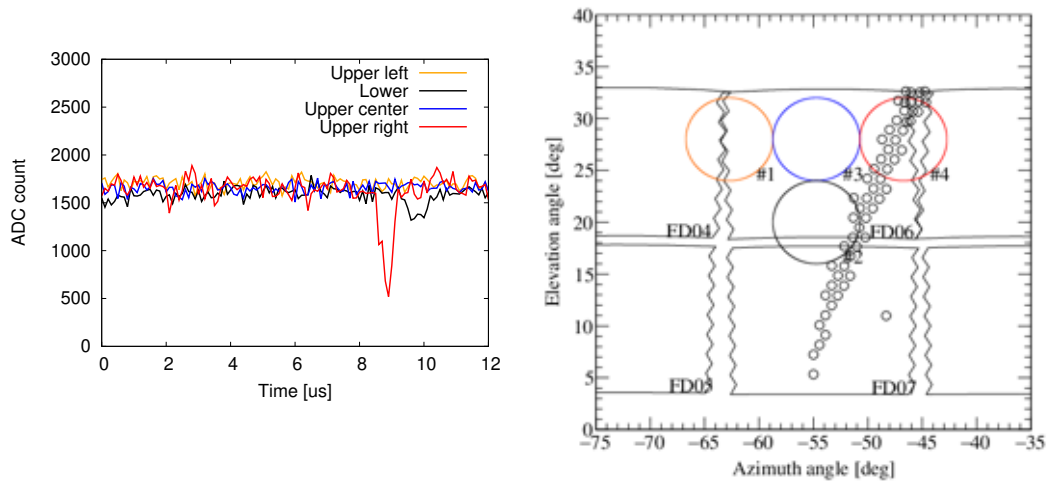 3000
2500
2000
1500
1000
500
0
0 2 4 6 8 10 12
ADC count
Time [us]
Upper left
Lower
Upper center
Upper right
40
35
30
25
20
15
10
5
0
−75 −70 −65 −60 −55 −50 −45 −40 −35
Elevation angle [deg]
Azimuth angle [deg]
#1 #3 #4
FD04 FD06
#2
FD05 FD07